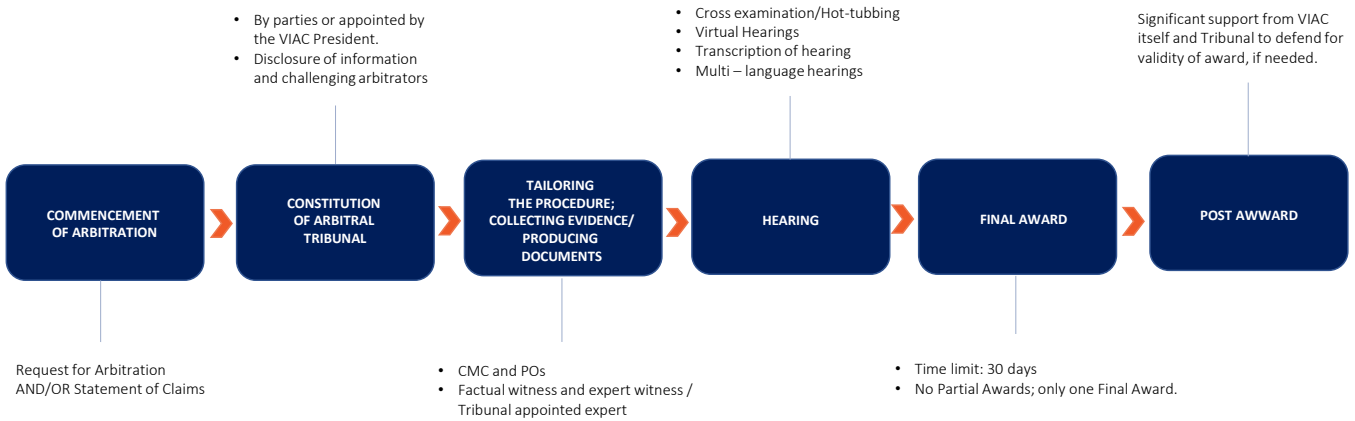 • By parties or appointed by
the VIAC President.
• Disclosure of information
and challenging arbitrators
• Cross examination/Hot-tubbing
• Virtual Hearings
• Transcription of hearing
• Multi – language hearings
Significant support from VIAC
itself and Tribunal to defend for
validity of award, if needed.
COMMENCEMENT
OF ARBITRATION
CONSTITUTION
OF ARBITRAL
TRIBUNAL
TAILORING
THE PROCEDURE;
COLLECTING EVIDENCE/
PRODUCING
DOCUMENTS
HEARING
FINAL AWARD
POST AWWARD
Request for Arbitration
AND/OR Statement of Claims
• CMC and POs
• Factual witness and expert witness /
Tribunal appointed expert
• Time limit: 30 days
• No Partial Awards; only one Final Award.